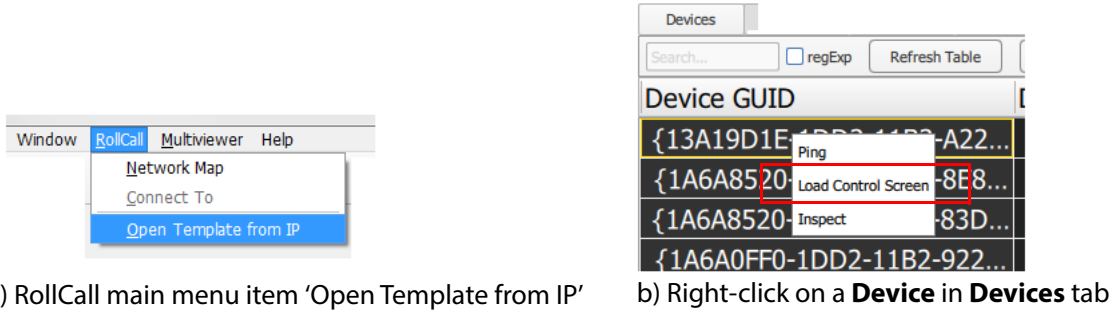 Devices
Search... regExp Refresh Table
Device GUID
{13A19D1E-1DD2-11B2-A22...
Ping
{1A6A8520- -8E8...
Load Control Screen
{1A6A8520- -83D...
Inspect
{1A6A0FF0-1DD2-11B2-922...
Window RollCall Multiviewer Help
Network Map
Connect To
Open Template from IP
) RollCall main menu item ‘Open Template from IP’
b) Right-click on a Device in Devices tab